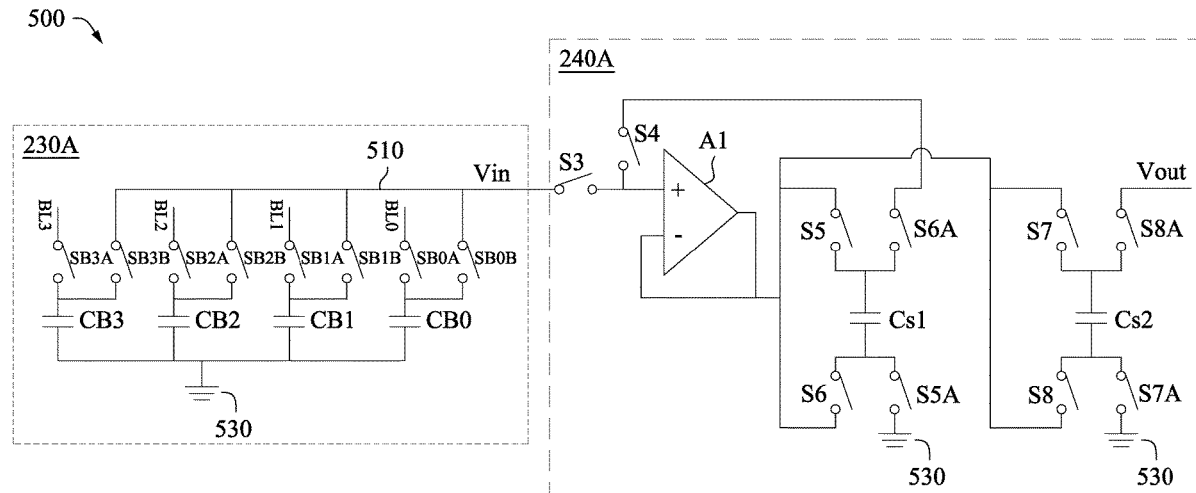 500
240A
230A
510
Vin
S3
S4
A1
Vout
BL3
BL2
BL1
BL0
SB3A
SB3B
SB2A
SB2B
SB1A
SB1B
SB0A
SB0B
+
-
S5
S6A
S7
S8A
CB3
CB2
CB1
CB0
Cs1
Cs2
530
S6
S5A
S8
S7A
530
530